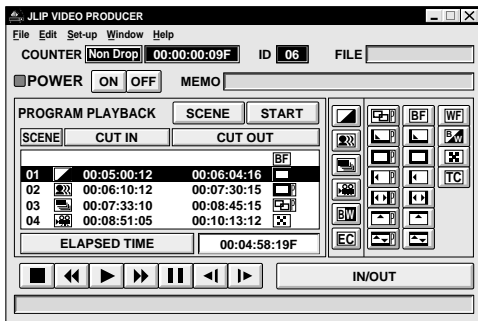 JLIP VIDEO PRODUCER
File Edit Set-up Window Help
COUNTER Non Drop 00:00:00:09F ID 06 FILE
POWER ON OFF MEMO
PROGRAM PLAYBACK SCENE START
SCENE CUT IN CUT OUT
BF
01 00:05:00:12 00:06:04:16
02 00:06:10:12 00:07:30:15 P
03 00:07:33:10 00:08:45:15 P
04 00:08:51:05 00:10:13:12
ELAPSED TIME 00:04:58:19F
BW
EC
P BF WF
P B/W
P
P TC
P
P
P
IN/OUT